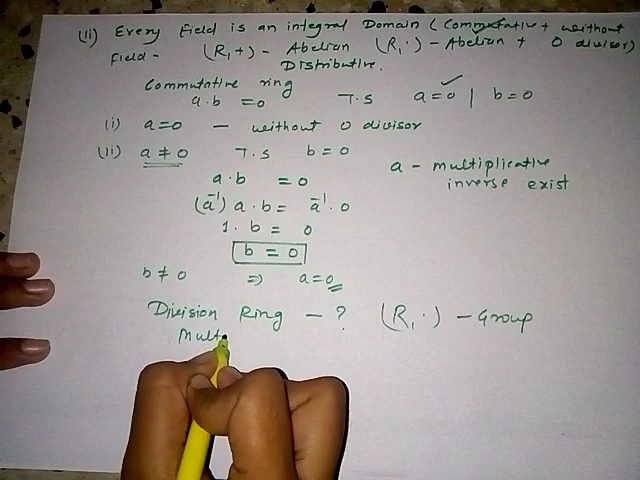 (ii) Every Field is an integral Domain (Commutative + without
Field - (R,+) - Abelian (R,·) - Abelian + 0 divisor)
Distributive.
Commutative ring
a·b = 0 T.S a=0 | b=0
(i) a=0 - without 0 divisor
(ii) a≠0 T.S b=0
a·b = 0 a - multiplicative
inverse exist
(a⁻¹) a·b = a⁻¹·0
1·b = 0
b = 0
b≠0 ⇒ a=0
Division Ring - ? (R,·) - Group
Mult